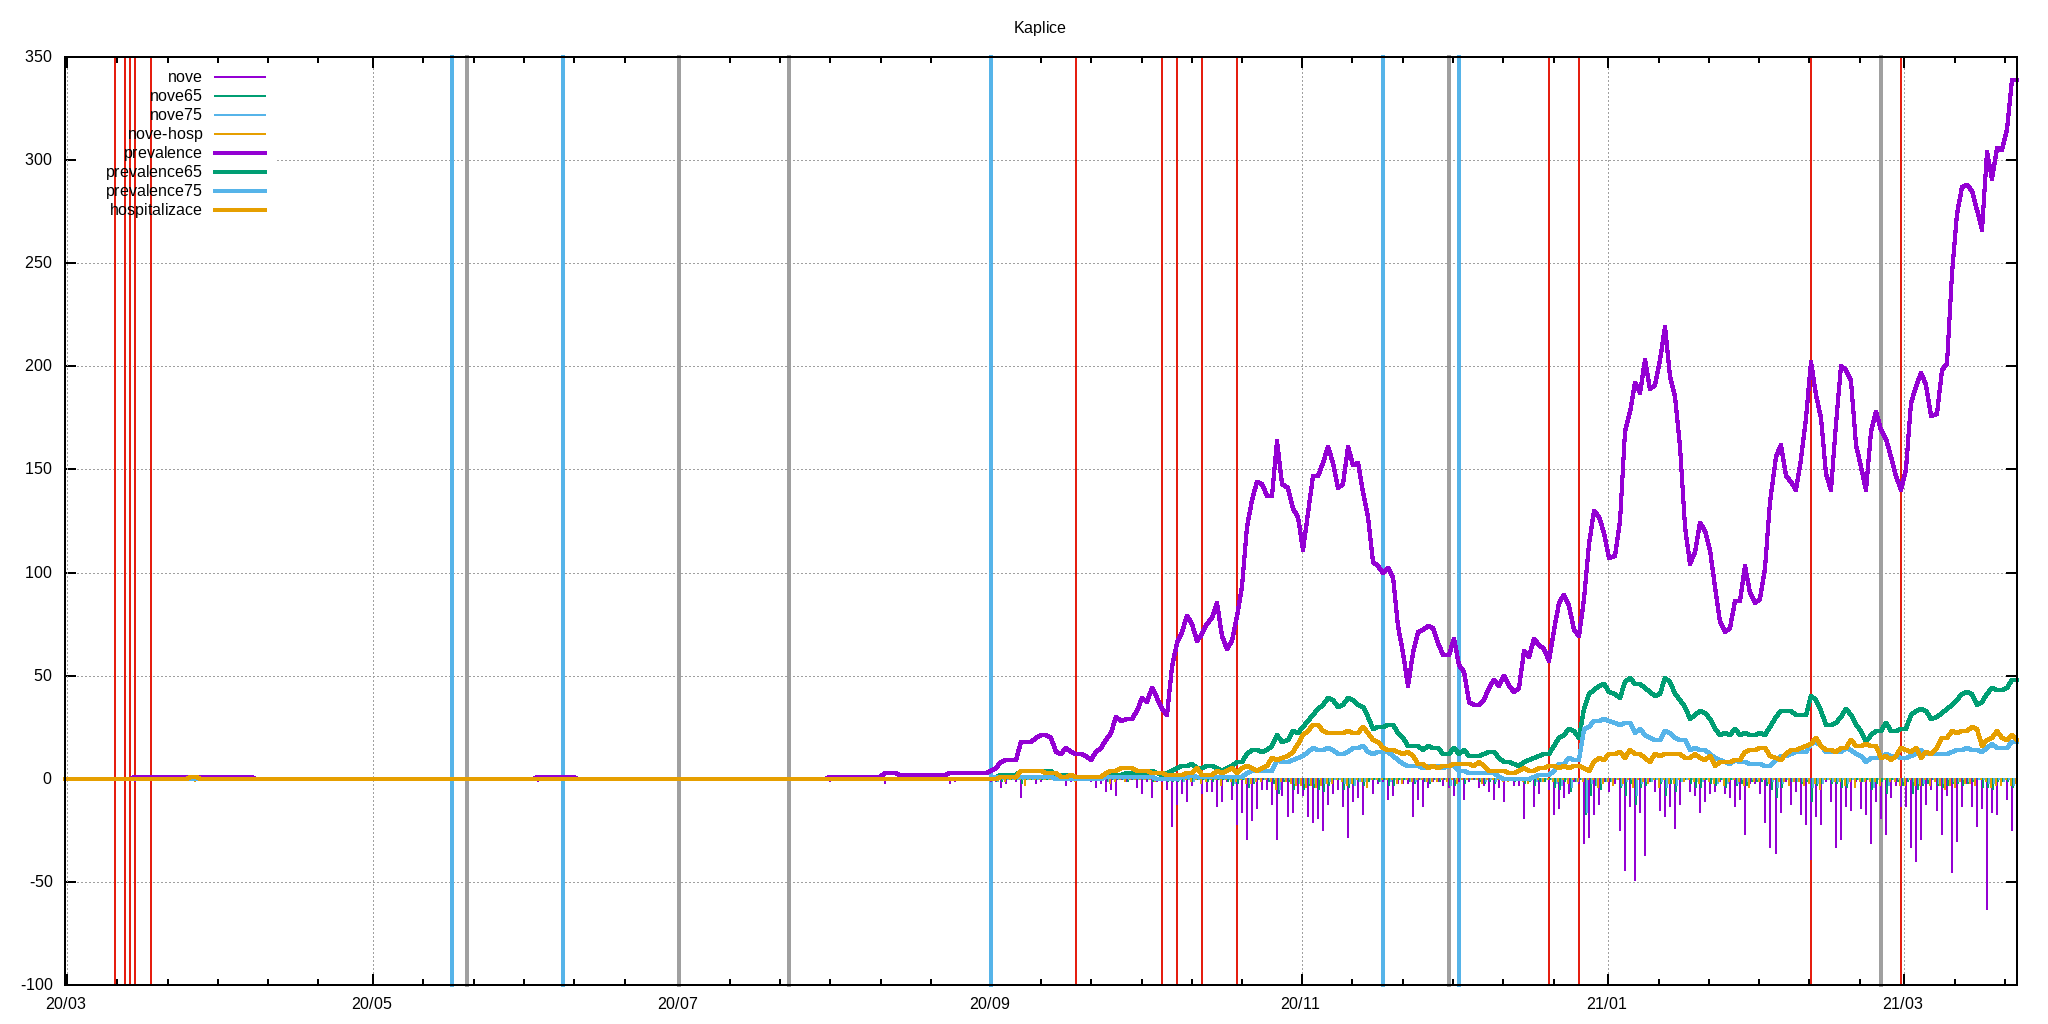 Kaplice
350
300
250
200
150
100
50
0
-50
-100
nove
nove65
nove75
nove-hosp
prevalence
prevalence65
prevalence75
hospitalizace
20/03
20/05
20/07
20/09
20/11
21/01
21/03